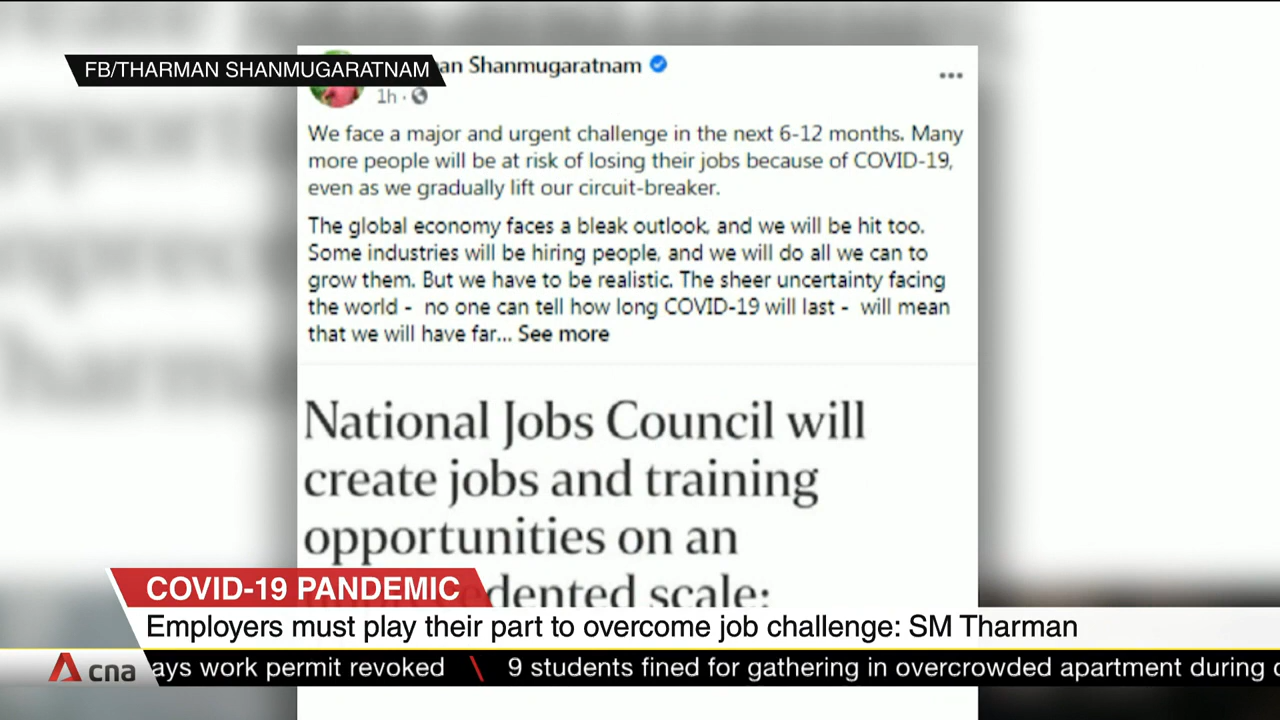 FB/THARMAN SHANMUGARATNAM
an Shanmugaratnam
1h ·
We face a major and urgent challenge in the next 6-12 months. Many
more people will be at risk of losing their jobs because of COVID-19,
even as we gradually lift our circuit-breaker.
The global economy faces a bleak outlook, and we will be hit too.
Some industries will be hiring people, and we will do all we can to
grow them. But we have to be realistic. The sheer uncertainty facing
the world - no one can tell how long COVID-19 will last - will mean
that we will have far... See more
National Jobs Council will
create jobs and training
opportunities on an
dented scale:
COVID-19 PANDEMIC
Employers must play their part to overcome job challenge: SM Tharman
cna
ays work permit revoked \ 9 students fined for gathering in overcrowded apartment during